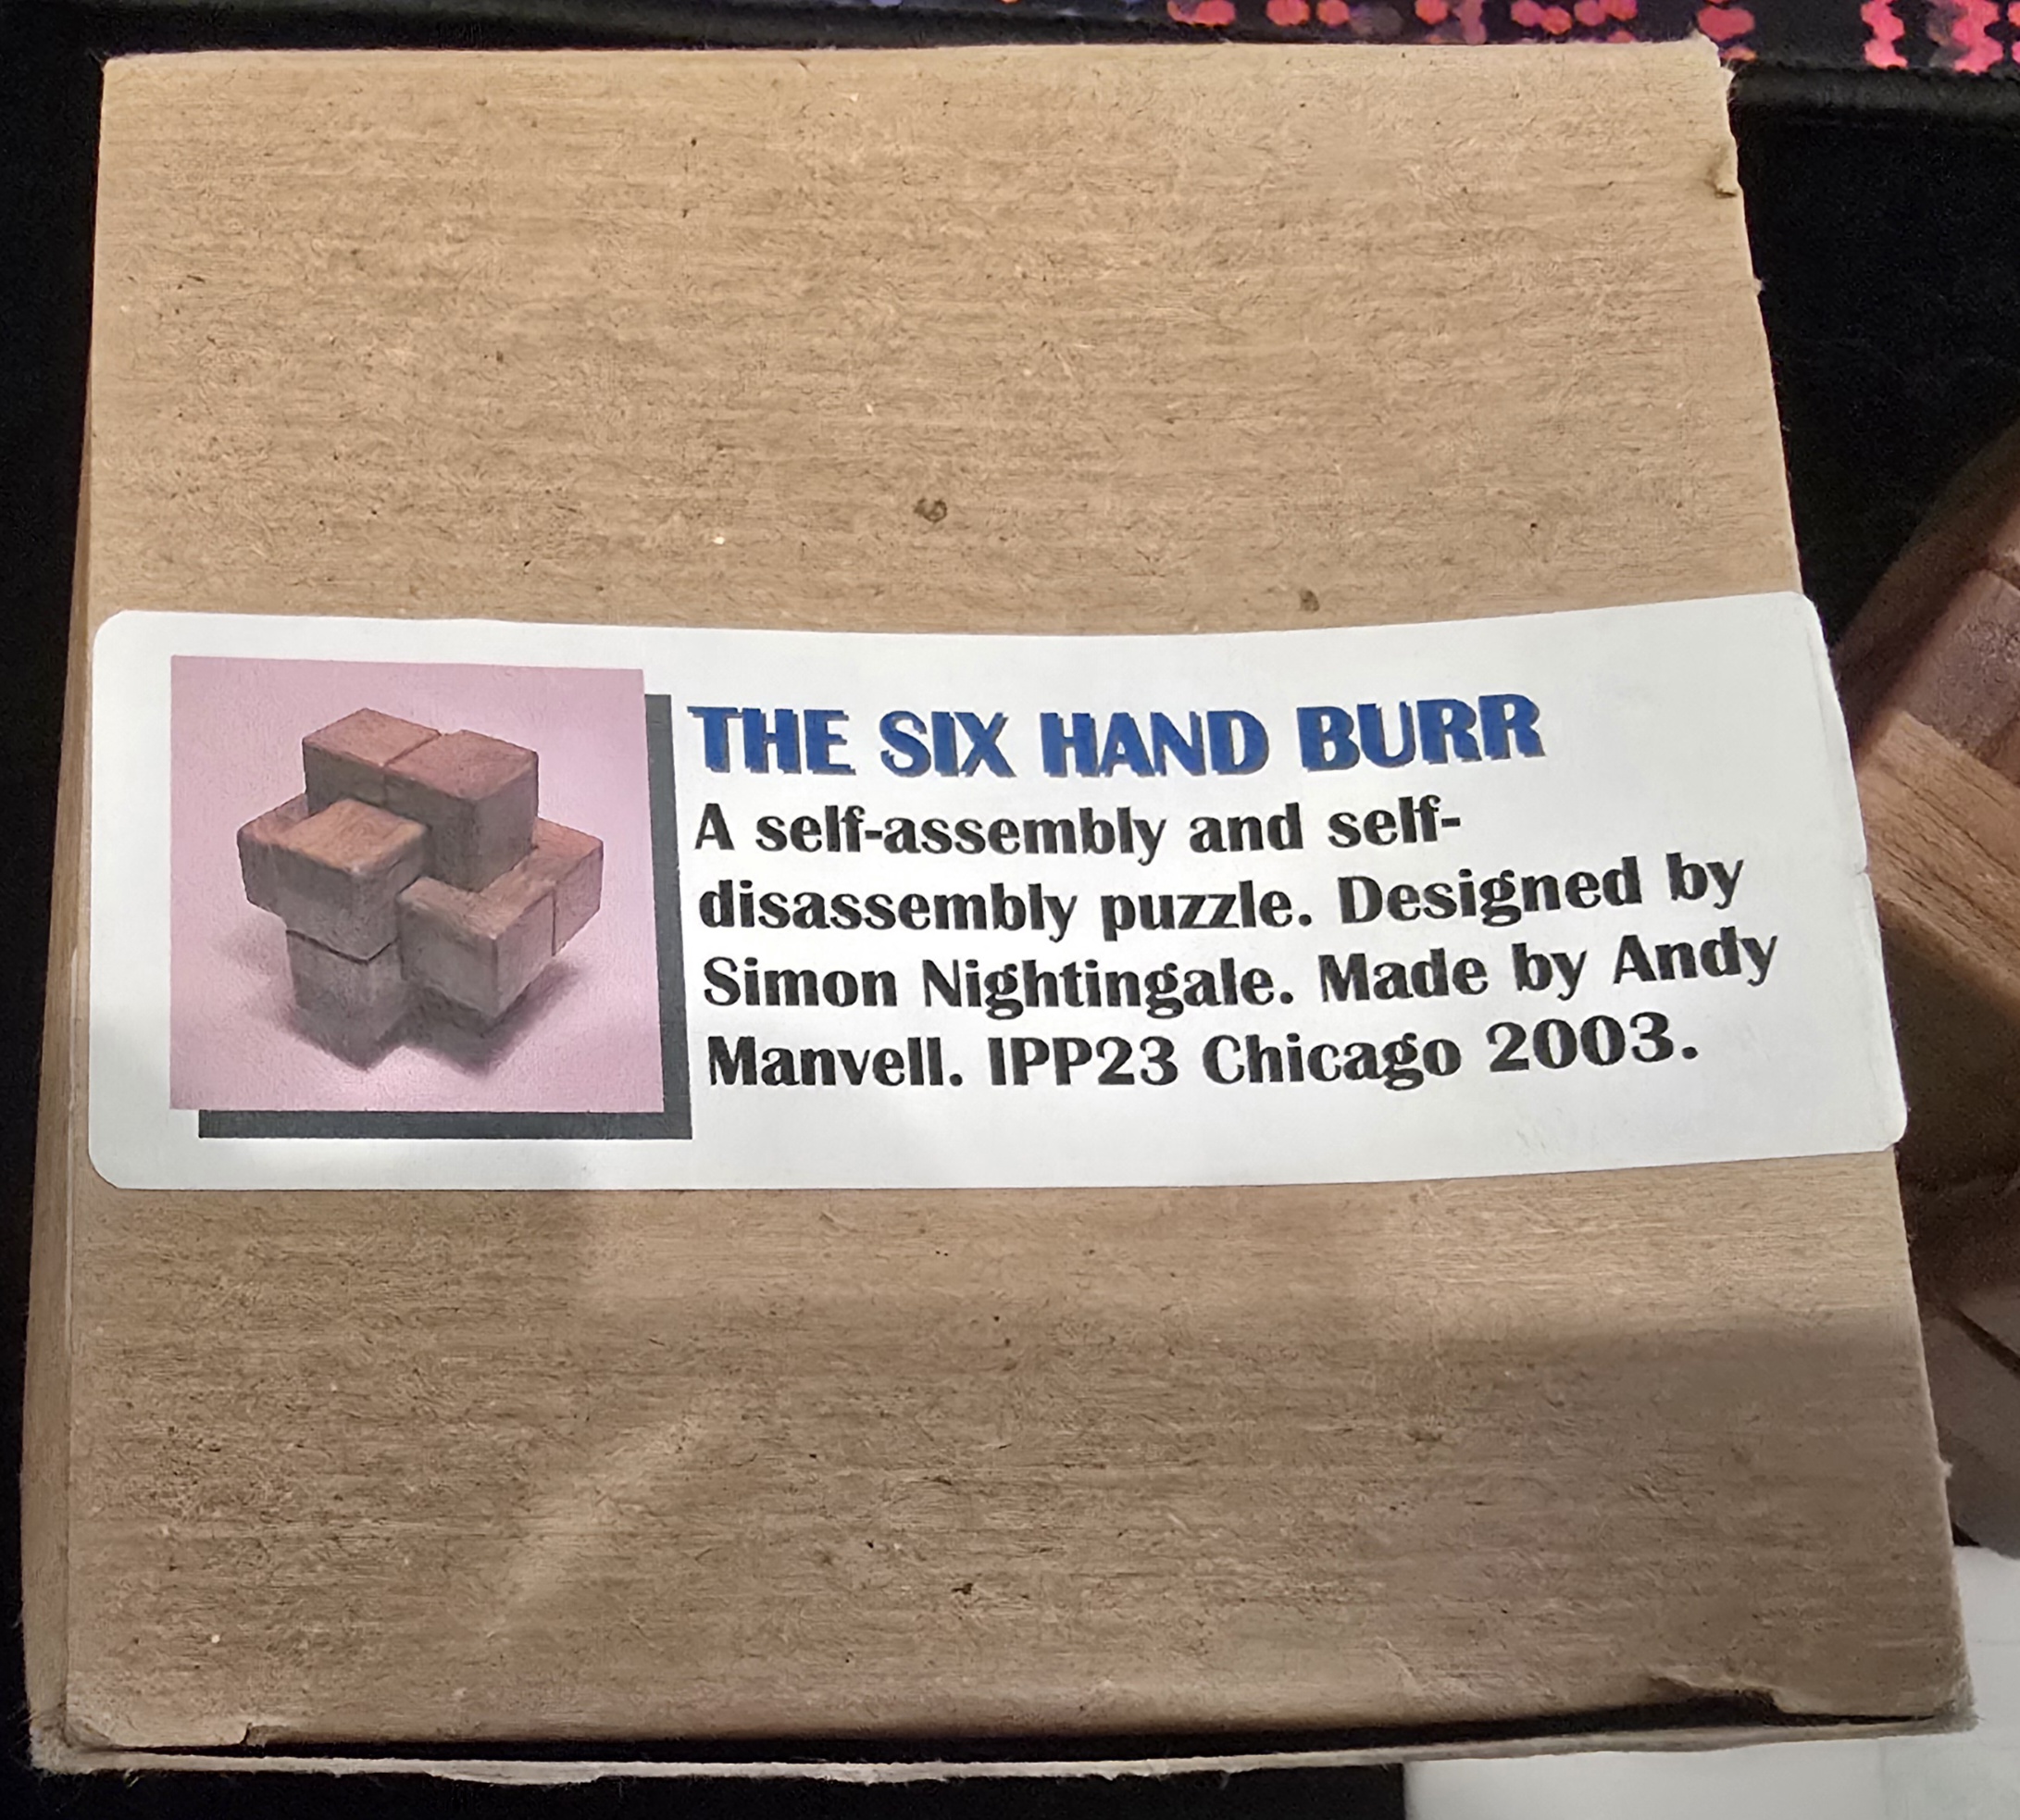 THE SIX HAND BURR
A self-assembly and self-
disassembly puzzle. Designed by
Simon Nightingale. Made by Andy
Manvell. IPP23 Chicago 2003.